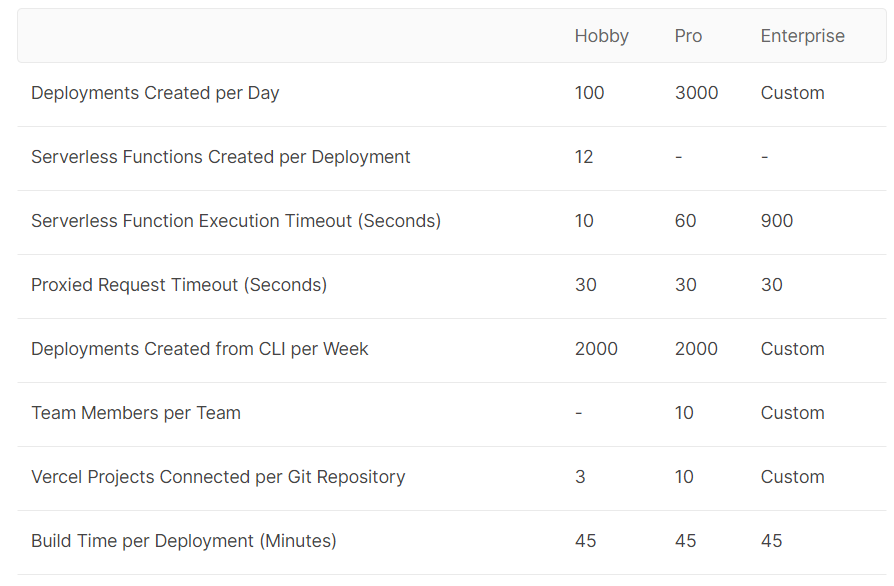 Hobby Pro Enterprise
Deployments Created per Day 100 3000 Custom
Serverless Functions Created per Deployment 12 - -
Serverless Function Execution Timeout (Seconds) 10 60 900
Proxied Request Timeout (Seconds) 30 30 30
Deployments Created from CLI per Week 2000 2000 Custom
Team Members per Team - 10 Custom
Vercel Projects Connected per Git Repository 3 10 Custom
Build Time per Deployment (Minutes) 45 45 45